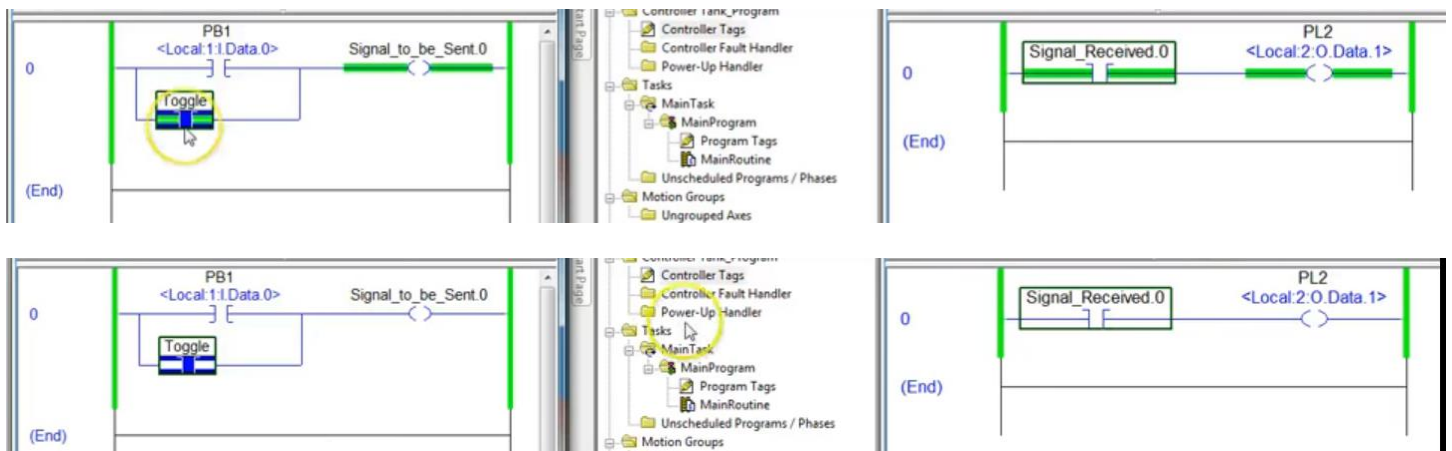 Controller Tank_Program
PB1
<Local:1:I.Data.0>
Signal_to_be_Sent.0
0
Toggle
(End)
Controller Tags
Controller Fault Handler
Power-Up Handler
Tasks
MainTask
MainProgram
Program Tags
MainRoutine
Unscheduled Programs / Phases
Motion Groups
Ungrouped Axes
PL2
Signal_Received.0
<Local:2:O.Data.1>
0
(End)
PB1
<Local:1:I.Data.0>
Signal_to_be_Sent.0
0
Toggle
(End)
Controller Tank_Program
Controller Tags
Controller Fault Handler
Power-Up Handler
Tasks
MainTask
MainProgram
Program Tags
MainRoutine
Unscheduled Programs / Phases
Motion Groups
PL2
Signal_Received.0
<Local:2:O.Data.1>
0
(End)